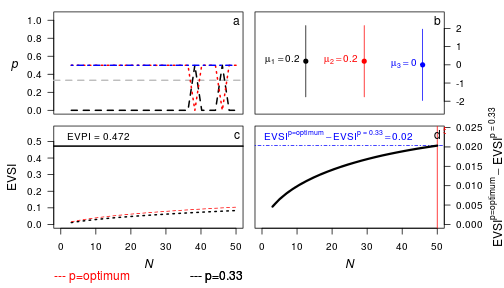 a
p
1.0
0.8
0.6
0.4
0.2
0.0
b
μ1 = 0.2
μ2 = 0.2
μ3 = 0
2
1
0
-1
-2
c
EVPI = 0.472
EVSI
0.5
0.4
0.3
0.2
0.1
0.0
0 10 20 30 40 50
N
d
EVSI^p=optimum − EVSI^p = 0.33 = 0.02
0.025
0.020
0.015
0.010
0.005
0.000
EVSI^p=optimum − EVSI^p = 0.33
0 10 20 30 40 50
N
--- p=optimum
--- p=0.33